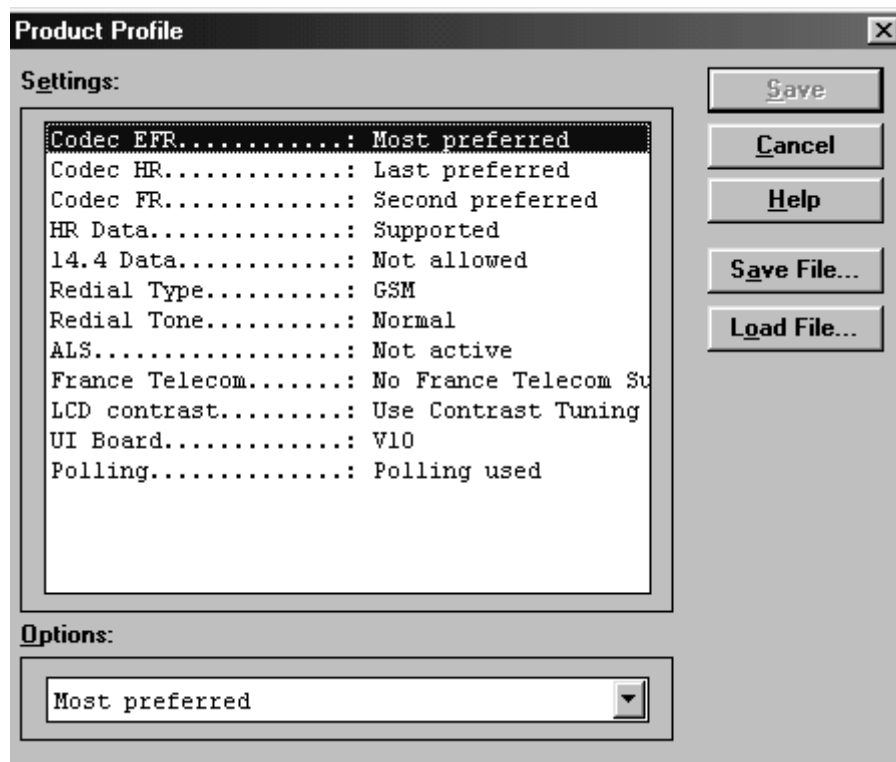 Product Profile
Settings:
Codec EFR............: Most preferred
Codec HR.............: Last preferred
Codec FR.............: Second preferred
HR Data..............: Supported
14.4 Data............: Not allowed
Redial Type..........: GSM
Redial Tone..........: Normal
ALS..................: Not active
France Telecom.......: No France Telecom Su
LCD contrast.........: Use Contrast Tuning
UI Board.............: V10
Polling..............: Polling used
Options:
Most preferred
Save
Cancel
Help
Save File...
Load File...